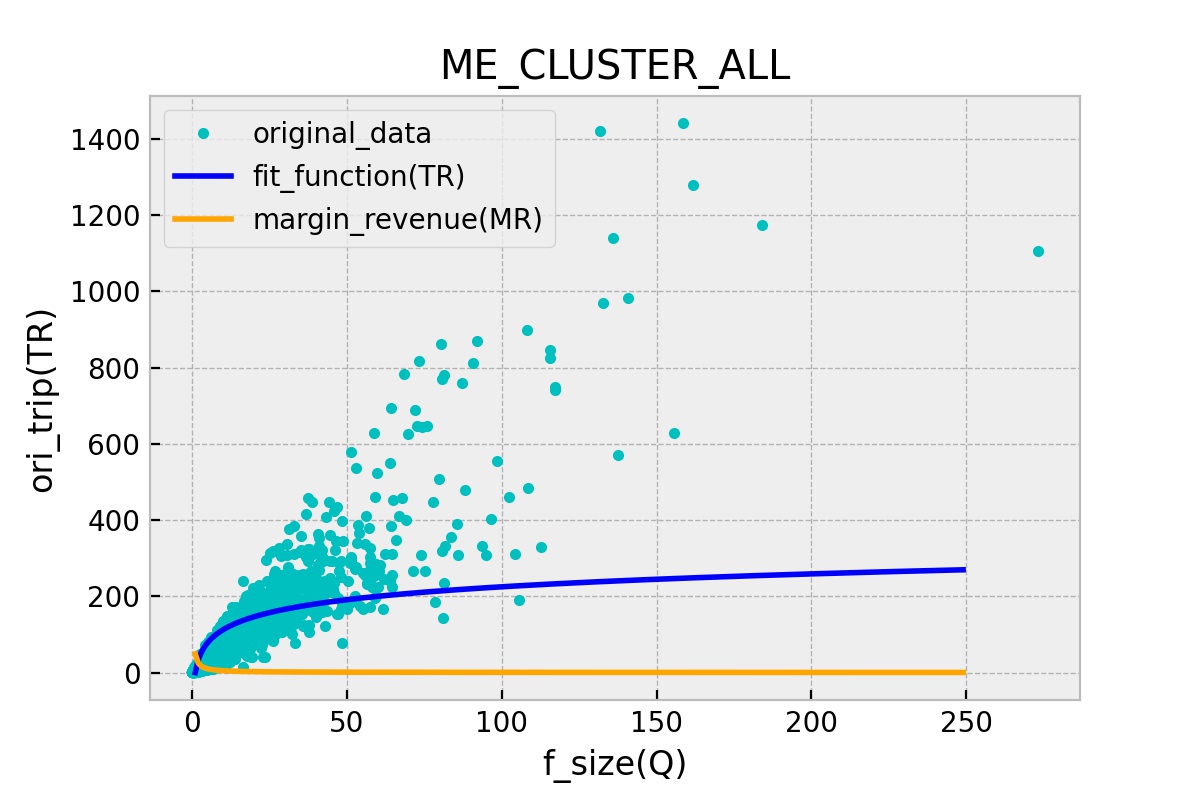 ME_CLUSTER_ALL
original_data
fit_function(TR)
margin_revenue(MR)
1400
1200
1000
800
600
400
200
0
ori_trip(TR)
0 50 100 150 200 250
f_size(Q)